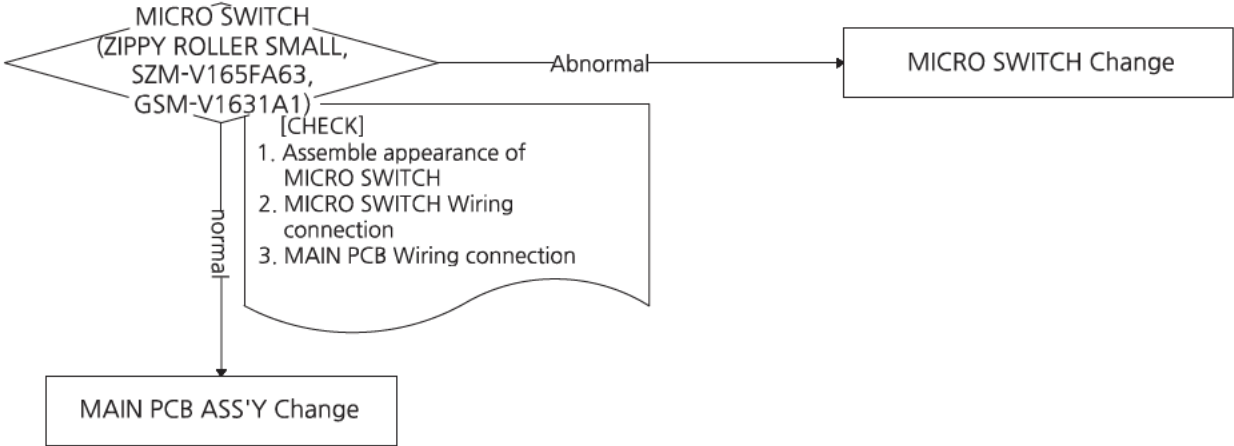 MICRO SWITCH
(ZIPPY ROLLER SMALL,
SZM-V165FA63,
GSM-V1631A1)
Abnormal
MICRO SWITCH Change
[CHECK]
1. Assemble appearance of
MICRO SWITCH
2. MICRO SWITCH Wiring
connection
3. MAIN PCB Wiring connection
normal
MAIN PCB ASS'Y Change